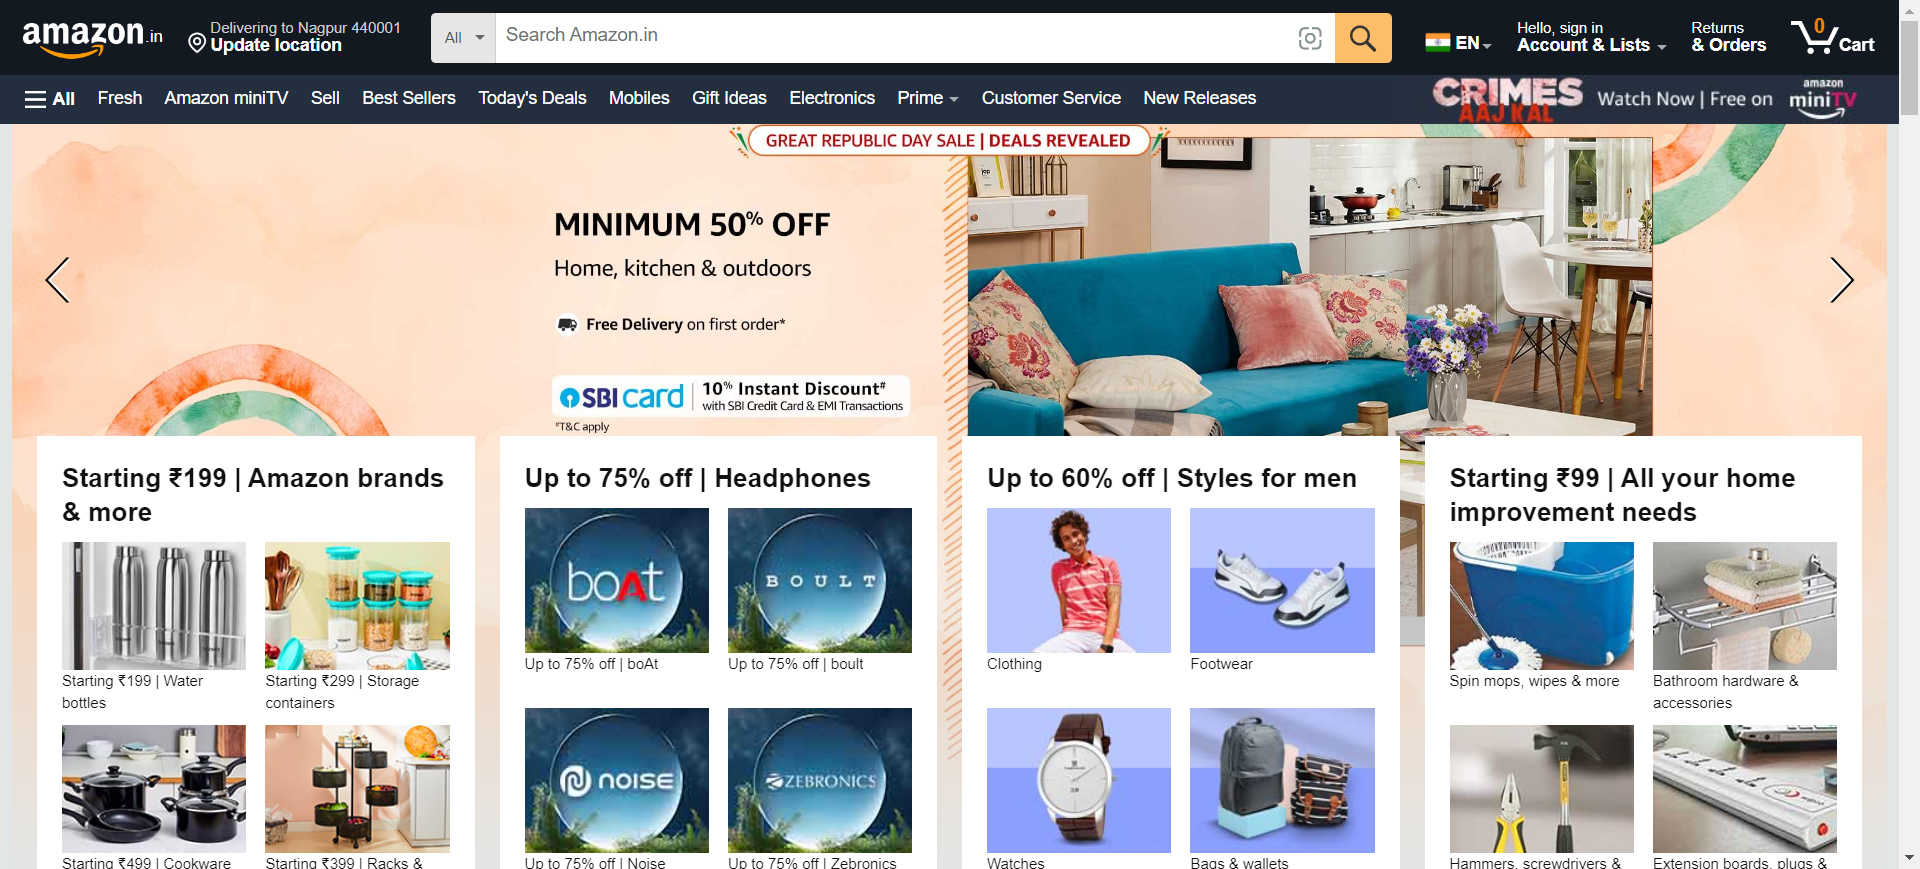 amazon.in
Delivering to Nagpur 440001
Update location
All
Search Amazon.in
EN
Hello, sign in
Account & Lists
Returns
& Orders
0
Cart
All
Fresh
Amazon miniTV
Sell
Best Sellers
Today's Deals
Mobiles
Gift Ideas
Electronics
Prime
Customer Service
New Releases
CRIMES
AAJ KAL
Watch Now | Free on
amazon
miniTV
GREAT REPUBLIC DAY SALE | DEALS REVEALED
MINIMUM 50% OFF
Home, kitchen & outdoors
Free Delivery on first order*
SBI card
10% Instant Discount#
with SBI Credit Card & EMI Transactions
#T&C apply
Starting ₹199 | Amazon brands
& more
Starting ₹199 | Water
bottles
Starting ₹299 | Storage
containers
Starting ₹499 | Cookware
Starting ₹399 | Racks &
Up to 75% off | Headphones
boAt
BOULT
Up to 75% off | boAt
Up to 75% off | boult
noise
ZEBRONICS
Up to 75% off | Noise
Up to 75% off | Zebronics
Up to 60% off | Styles for men
Clothing
Footwear
Watches
Bags & wallets
Starting ₹99 | All your home
improvement needs
Spin mops, wipes & more
Bathroom hardware &
accessories
wipro
Hammers, screwdrivers &
Extension boards, plugs &